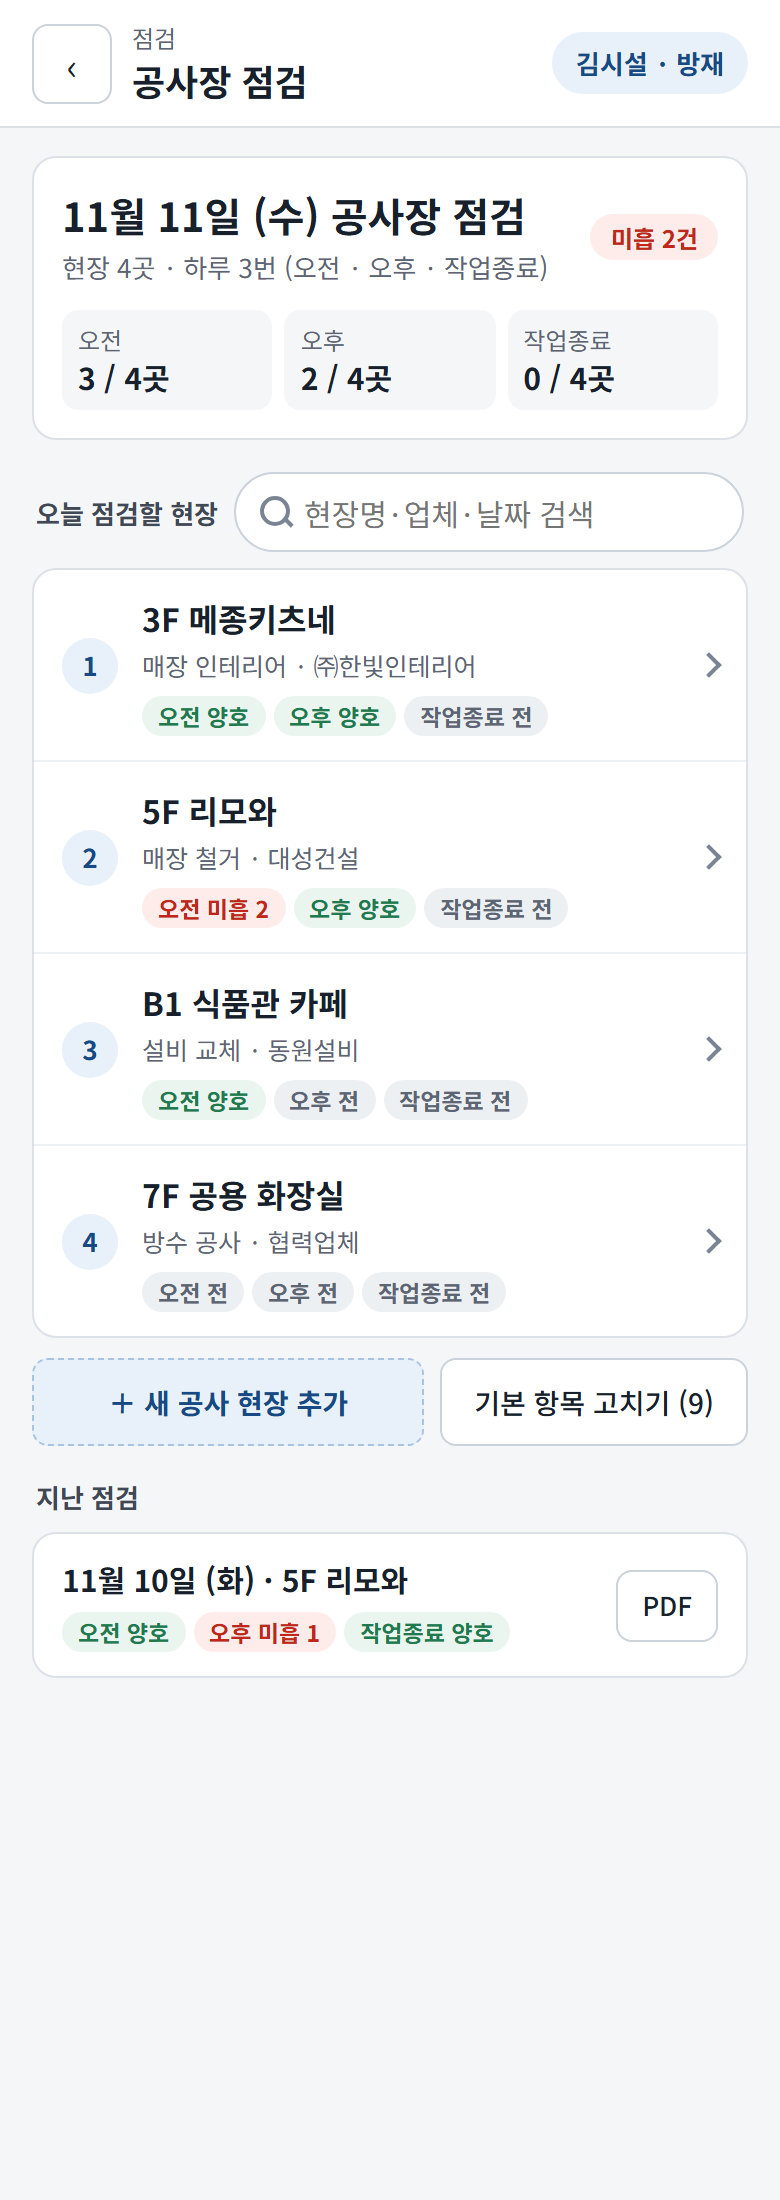 ‹
점검
공사장 점검
김시설 · 방재
11월 11일 (수) 공사장 점검
미흡 2건
현장 4곳 · 하루 3번 (오전 · 오후 · 작업종료)
오전
3 / 4곳
오후
2 / 4곳
작업종료
0 / 4곳
오늘 점검할 현장
현장명·업체·날짜 검색
3F 메종키츠네
1
매장 인테리어 · ㈜한빛인테리어
오전 양호 오후 양호 작업종료 전
5F 리모와
2
매장 철거 · 대성건설
오전 미흡 2 오후 양호 작업종료 전
B1 식품관 카페
3
설비 교체 · 동원설비
오전 양호 오후 전 작업종료 전
7F 공용 화장실
4
방수 공사 · 협력업체
오전 전 오후 전 작업종료 전
+ 새 공사 현장 추가
기본 항목 고치기 (9)
지난 점검
11월 10일 (화) · 5F 리모와
오전 양호 오후 미흡 1 작업종료 양호
PDF